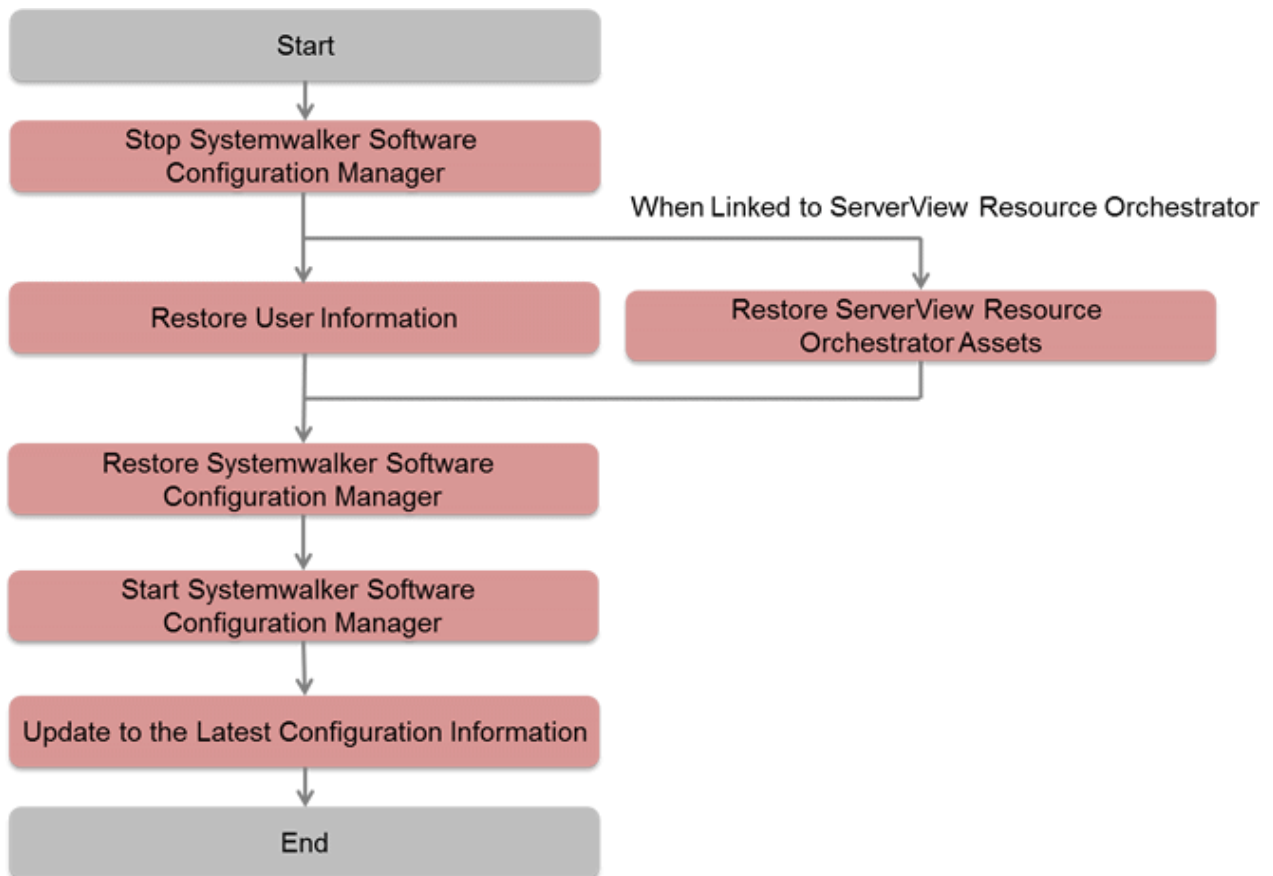 Start
Stop Systemwalker Software
Configuration Manager
When Linked to ServerView Resource Orchestrator
Restore User Information
Restore ServerView Resource
Orchestrator Assets
Restore Systemwalker Software
Configuration Manager
Start Systemwalker Software
Configuration Manager
Update to the Latest Configuration Information
End